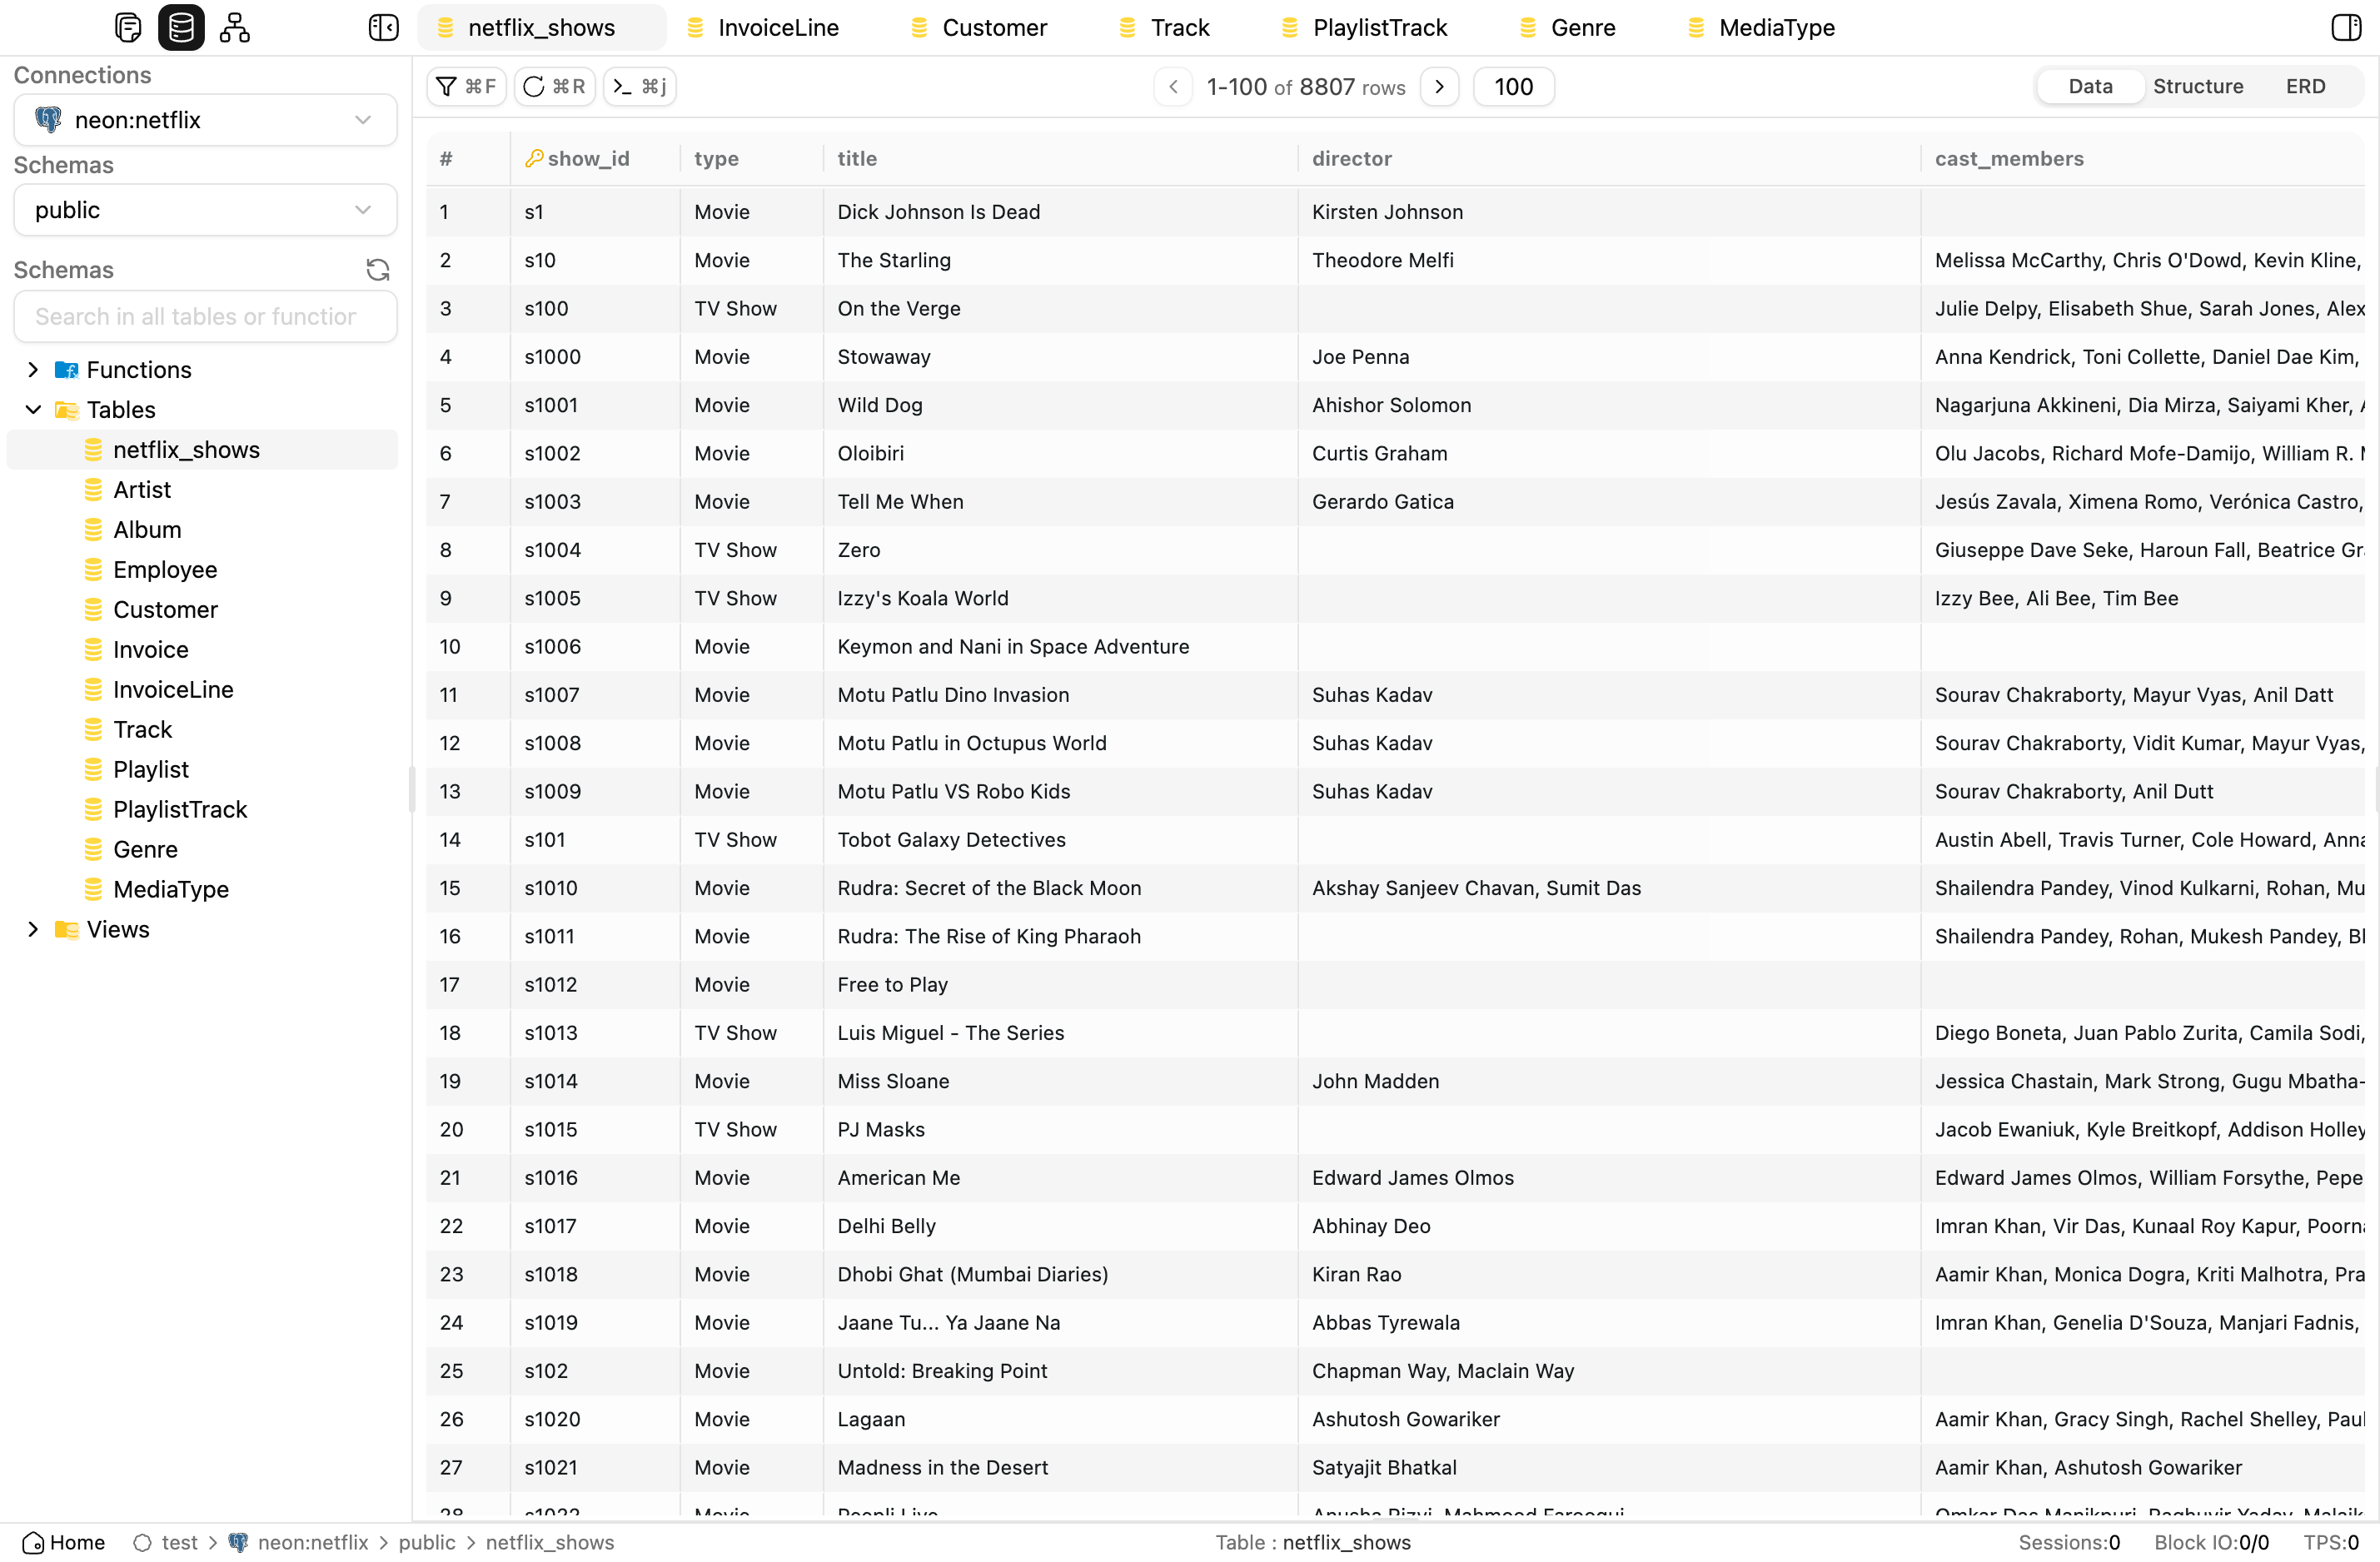 netflix_shows InvoiceLine Customer Track PlaylistTrack Genre MediaType
Connections
neon:netflix
Schemas
public
Schemas
Search in all tables or functior
Functions
Tables
netflix_shows
Artist
Album
Employee
Customer
Invoice
InvoiceLine
Track
Playlist
PlaylistTrack
Genre
MediaType
Views
⌘F ⌘R ⌘j 1-100 of 8807 rows 100 Data Structure ERD
# show_id type title director cast_members
1 s1 Movie Dick Johnson Is Dead Kirsten Johnson
2 s10 Movie The Starling Theodore Melfi Melissa McCarthy, Chris O'Dowd, Kevin Kline,
3 s100 TV Show On the Verge Julie Delpy, Elisabeth Shue, Sarah Jones, Alex
4 s1000 Movie Stowaway Joe Penna Anna Kendrick, Toni Collette, Daniel Dae Kim,
5 s1001 Movie Wild Dog Ahishor Solomon Nagarjuna Akkineni, Dia Mirza, Saiyami Kher,
6 s1002 Movie Oloibiri Curtis Graham Olu Jacobs, Richard Mofe-Damijo, William R.
7 s1003 Movie Tell Me When Gerardo Gatica Jesús Zavala, Ximena Romo, Verónica Castro,
8 s1004 TV Show Zero Giuseppe Dave Seke, Haroun Fall, Beatrice Gr
9 s1005 TV Show Izzy's Koala World Izzy Bee, Ali Bee, Tim Bee
10 s1006 Movie Keymon and Nani in Space Adventure
11 s1007 Movie Motu Patlu Dino Invasion Suhas Kadav Sourav Chakraborty, Mayur Vyas, Anil Datt
12 s1008 Movie Motu Patlu in Octupus World Suhas Kadav Sourav Chakraborty, Vidit Kumar, Mayur Vyas,
13 s1009 Movie Motu Patlu VS Robo Kids Suhas Kadav Sourav Chakraborty, Anil Dutt
14 s101 TV Show Tobot Galaxy Detectives Austin Abell, Travis Turner, Cole Howard, Anna
15 s1010 Movie Rudra: Secret of the Black Moon Akshay Sanjeev Chavan, Sumit Das Shailendra Pandey, Vinod Kulkarni, Rohan, Mu
16 s1011 Movie Rudra: The Rise of King Pharaoh Shailendra Pandey, Rohan, Mukesh Pandey,
17 s1012 Movie Free to Play
18 s1013 TV Show Luis Miguel - The Series Diego Boneta, Juan Pablo Zurita, Camila Sodi,
19 s1014 Movie Miss Sloane John Madden Jessica Chastain, Mark Strong, Gugu Mbatha-
20 s1015 TV Show PJ Masks Jacob Ewaniuk, Kyle Breitkopf, Addison Holley
21 s1016 Movie American Me Edward James Olmos Edward James Olmos, William Forsythe, Pepe
22 s1017 Movie Delhi Belly Abhinay Deo Imran Khan, Vir Das, Kunaal Roy Kapur, Poorna
23 s1018 Movie Dhobi Ghat (Mumbai Diaries) Kiran Rao Aamir Khan, Monica Dogra, Kriti Malhotra, Pra
24 s1019 Movie Jaane Tu... Ya Jaane Na Abbas Tyrewala Imran Khan, Genelia D'Souza, Manjari Fadnis,
25 s102 Movie Untold: Breaking Point Chapman Way, Maclain Way
26 s1020 Movie Lagaan Ashutosh Gowariker Aamir Khan, Gracy Singh, Rachel Shelley, Paul
27 s1021 Movie Madness in the Desert Satyajit Bhatkal Aamir Khan, Ashutosh Gowariker
28 s1022 Movie Peepli Live Anusha Rizvi, Mahmood Farooqui Omkar Das Manikpuri, Raghuvir Yadav, Malaik
Home test > neon:netflix > public > netflix_shows Table : netflix_shows Sessions:0 Block IO:0/0 TPS:0